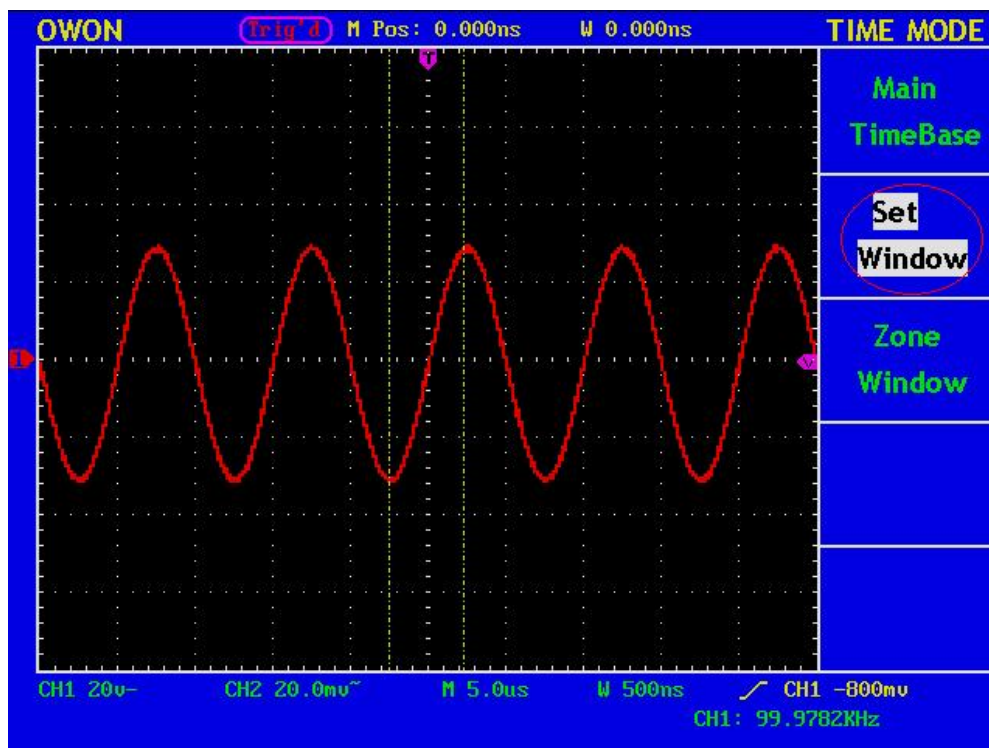 OWON Trig'd M Pos: 0.000ns W 0.000ns TIME MODE
T
Main
TimeBase
Set
Window
1
Zone
Window
CH1 20v- CH2 20.0mv~ M 5.0us W 500ns CH1 -800mv
CH1: 99.9782KHz